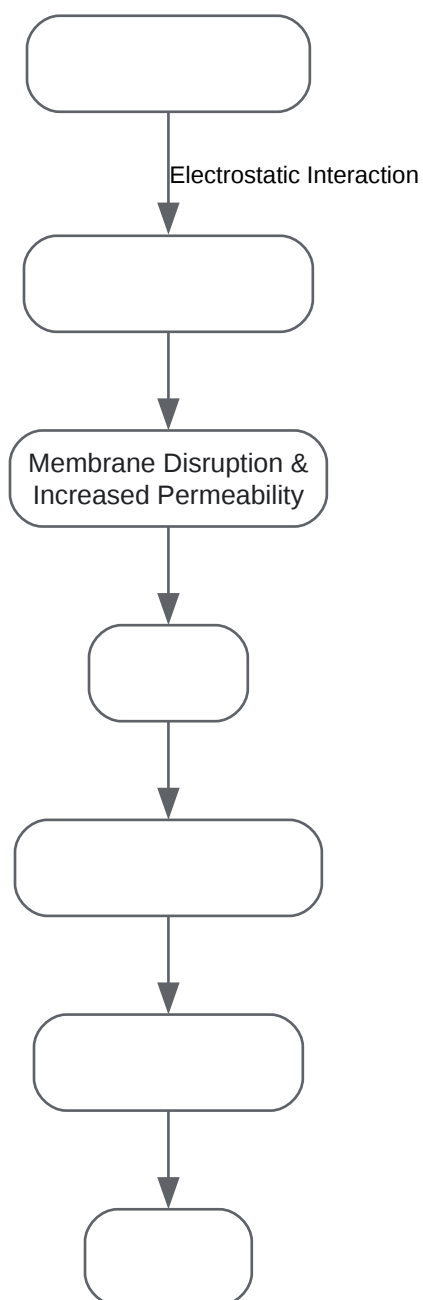 Electrostatic Interaction
Membrane Disruption &
Increased Permeability